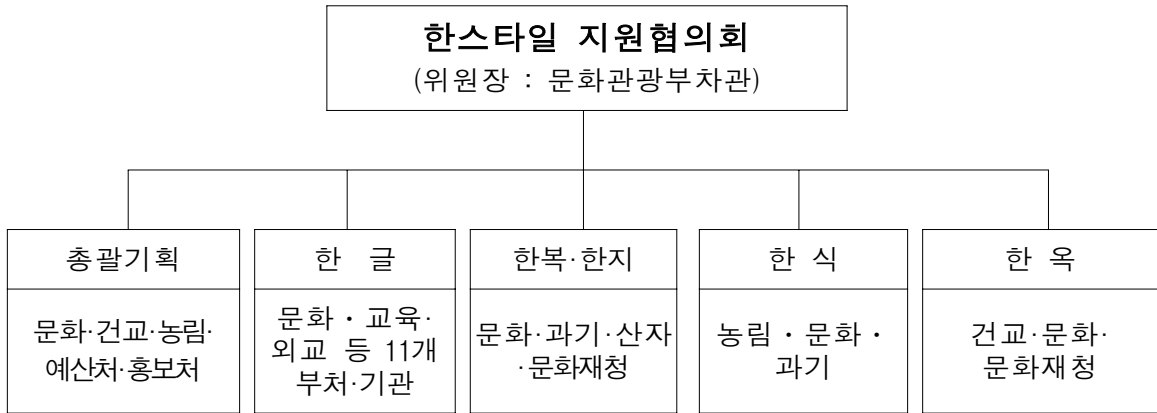 한스타일 지원협의회
(위원장 : 문화관광부차관)
총괄기획
문화·건교·농림·
예산처·홍보처
한 글
문화·교육·
외교 등 11개
부처·기관
한복·한지
문화·과기·산자
·문화재청
한 식
농림·문화·
과기
한 옥
건교·문화·
문화재청